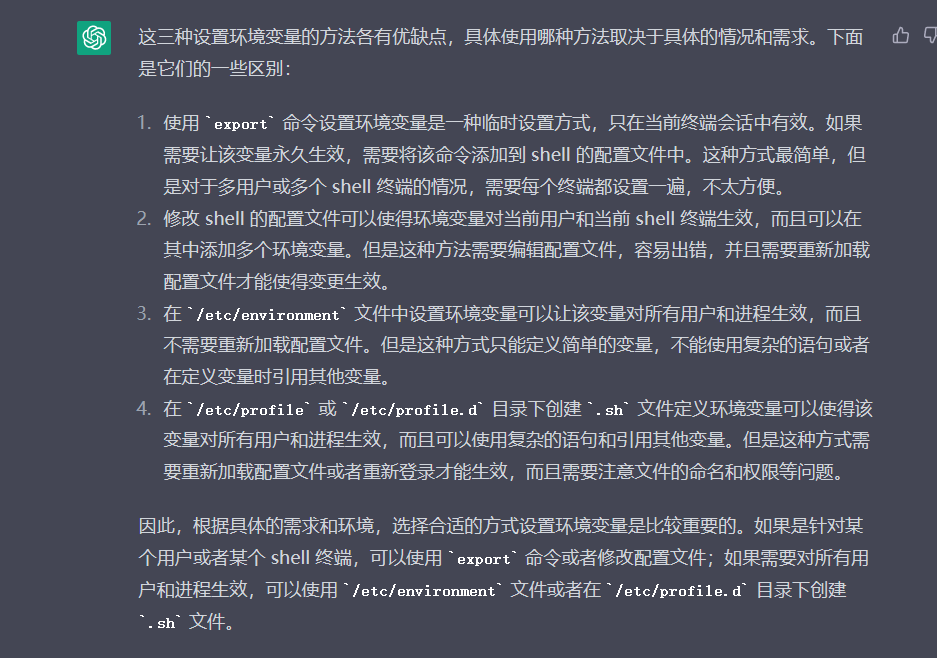 这三种设置环境变量的方法各有优缺点，具体使用哪种方法取决于具体的情况和需求。下面
是它们的一些区别：
1. 使用 `export` 命令设置环境变量是一种临时设置方式，只在当前终端会话中有效。如果
需要让该变量永久生效，需要将该命令添加到 shell 的配置文件中。这种方式最简单，但
是对于多用户或多个 shell 终端的情况，需要每个终端都设置一遍，不太方便。
2. 修改 shell 的配置文件可以使得环境变量对当前用户和当前 shell 终端生效，而且可以在
其中添加多个环境变量。但是这种方法需要编辑配置文件，容易出错，并且需要重新加载
配置文件才能使得变更生效。
3. 在 `/etc/environment` 文件中设置环境变量可以让该变量对所有用户和进程生效，而且
不需要重新加载配置文件。但是这种方式只能定义简单的变量，不能使用复杂的语句或者
在定义变量时引用其他变量。
4. 在 `/etc/profile` 或 `/etc/profile.d` 目录下创建 `.sh` 文件定义环境变量可以使得该
变量对所有用户和进程生效，而且可以使用复杂的语句和引用其他变量。但是这种方式需
要重新加载配置文件或者重新登录才能生效，而且需要注意文件的命名和权限等问题。
因此，根据具体的需求和环境，选择合适的方式设置环境变量是比较重要的。如果是针对某
个用户或者某个 shell 终端，可以使用 `export` 命令或者修改配置文件；如果需要对所有用
户和进程生效，可以使用 `/etc/environment` 文件或者在 `/etc/profile.d` 目录下创建
`.sh` 文件。